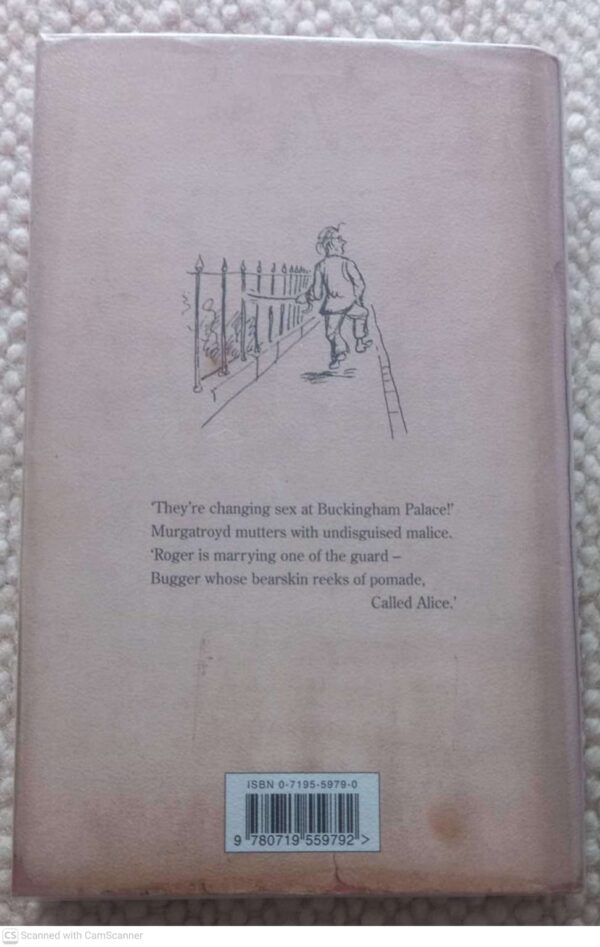 ‘They’re changing sex at Buckingham Palace!’
Murgatroyd mutters with undisguised malice.
‘Roger is marrying one of the guard –
Bugger whose bearskin reeks of pomade,
Called Alice.’
ISBN 0-7195-5979-0
9 780719 559792 >
CS Scanned with CamScanner